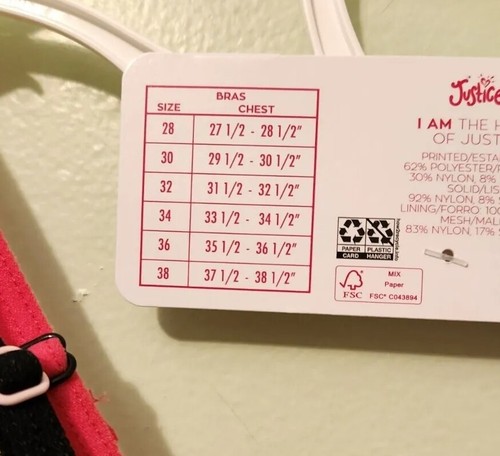 BRAS
SIZE CHEST
28 27 1/2 - 28 1/2"
30 29 1/2 - 30 1/2"
32 31 1/2 - 32 1/2"
34 33 1/2 - 34 1/2"
36 35 1/2 - 36 1/2"
38 37 1/2 - 38 1/2"
Justice
I AM THE H
OF JUST
PRINTED/ESTA
62% POLYESTER/P
30% NYLON, 8%
SOLID/LIS
92% NYLON, 8% S
LINING/FORRO: 10
MESH/MAL
83% NYLON, 17% S
PAPER PLASTIC
CARD HANGER
how2recycle.info
FSC
MIX
Paper
FSC® C043694